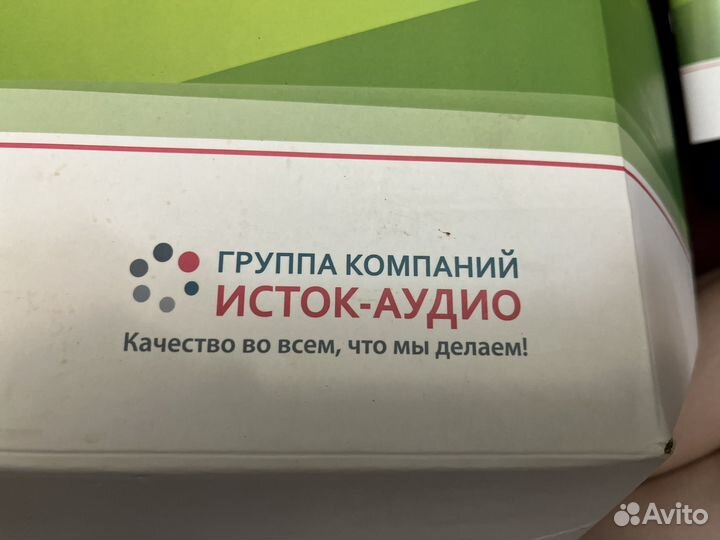 ГРУППА КОМПАНИЙ
ИСТОК-АУДИО
Качество во всем, что мы делаем!
Avito